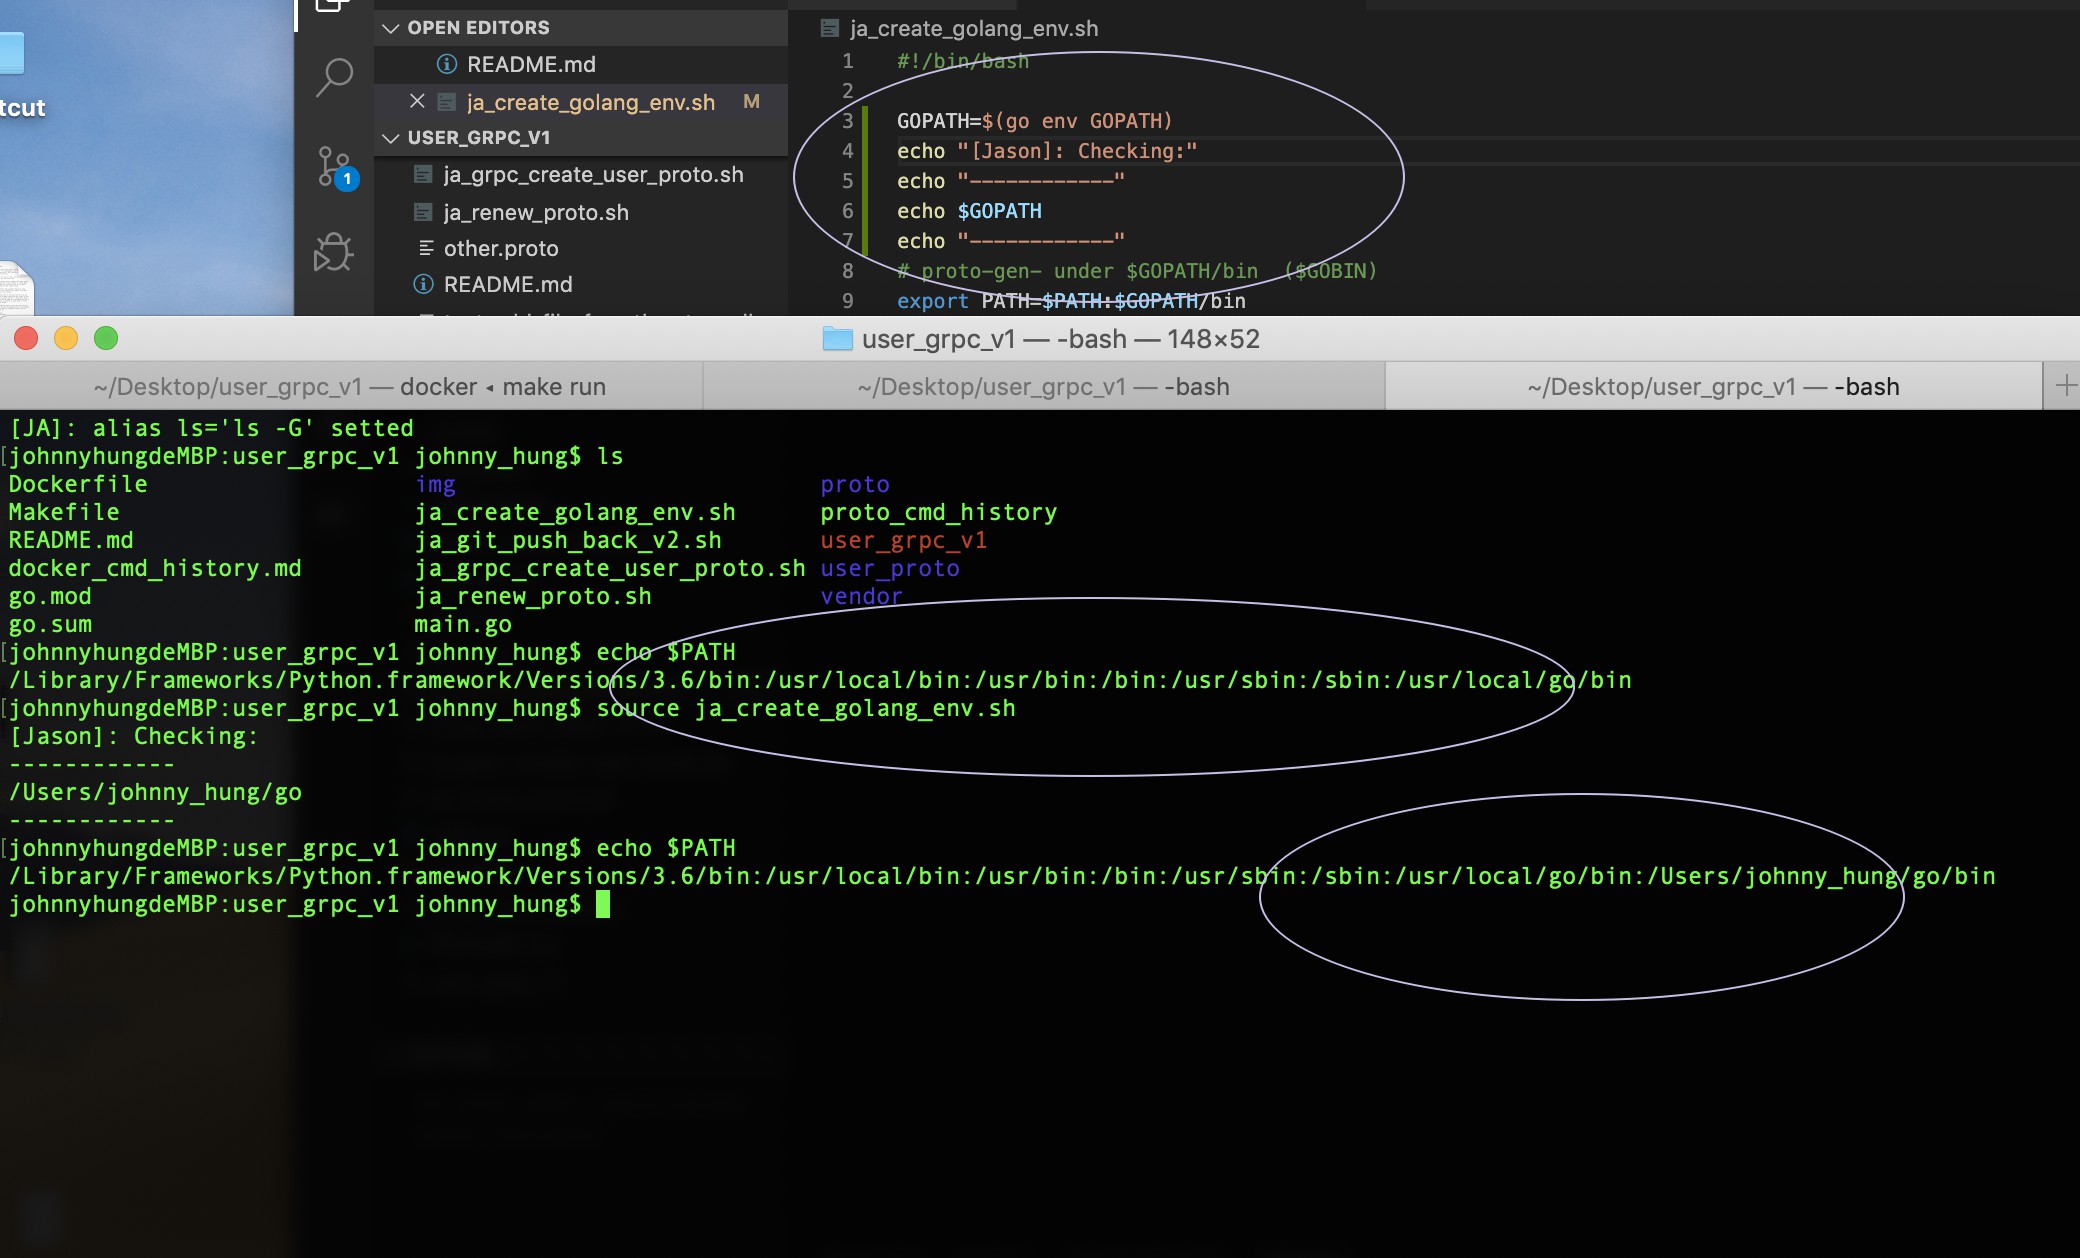 tcut
OPEN EDITORS
README.md
ja_create_golang_env.sh M
USER_GRPC_V1
ja_grpc_create_user_proto.sh
ja_renew_proto.sh
other.proto
README.md
1
ja_create_golang_env.sh
1 #!/bin/bash
2
3 GOPATH=$(go env GOPATH)
4 echo "[Jason]: Checking:"
5 echo "------------"
6 echo $GOPATH
7 echo "------------"
8 # proto-gen- under $GOPATH/bin  ($GOBIN)
9 export PATH=$PATH:$GOPATH/bin
user_grpc_v1 — -bash — 148×52
~/Desktop/user_grpc_v1 — docker ◂ make run
~/Desktop/user_grpc_v1 — -bash
~/Desktop/user_grpc_v1 — -bash
[JA]: alias ls='ls -G' setted
[johnnyhungdeMBP:user_grpc_v1 johnny_hung$ ls
Dockerfile img proto
Makefile ja_create_golang_env.sh proto_cmd_history
README.md ja_git_push_back_v2.sh user_grpc_v1
docker_cmd_history.md ja_grpc_create_user_proto.sh user_proto
go.mod ja_renew_proto.sh vendor
go.sum main.go
[johnnyhungdeMBP:user_grpc_v1 johnny_hung$ echo $PATH
/Library/Frameworks/Python.framework/Versions/3.6/bin:/usr/local/bin:/usr/bin:/bin:/usr/sbin:/sbin:/usr/local/go/bin
[johnnyhungdeMBP:user_grpc_v1 johnny_hung$ source ja_create_golang_env.sh
[Jason]: Checking:
------------
/Users/johnny_hung/go
------------
[johnnyhungdeMBP:user_grpc_v1 johnny_hung$ echo $PATH
/Library/Frameworks/Python.framework/Versions/3.6/bin:/usr/local/bin:/usr/bin:/bin:/usr/sbin:/sbin:/usr/local/go/bin:/Users/johnny_hung/go/bin
johnnyhungdeMBP:user_grpc_v1 johnny_hung$